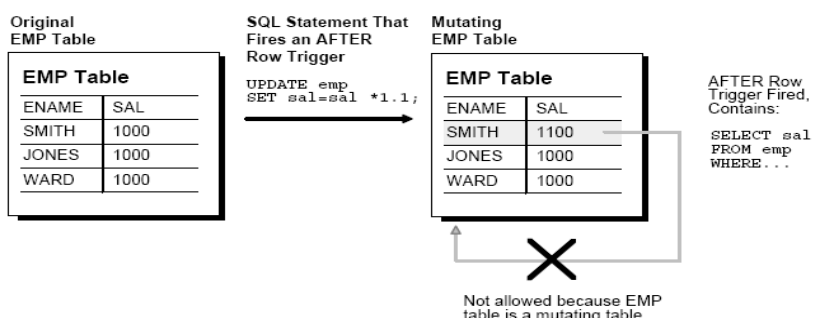 Original
EMP Table
EMP Table
ENAME SAL
SMITH 1000
JONES 1000
WARD 1000
SQL Statement That
Fires an AFTER
Row Trigger
UPDATE emp
SET sal=sal *1.1;
Mutating
EMP Table
EMP Table
ENAME SAL
SMITH 1100
JONES 1000
WARD 1000
AFTER Row
Trigger Fired,
Contains:
SELECT sal
FROM emp
WHERE...
Not allowed because EMP
table is a mutating table